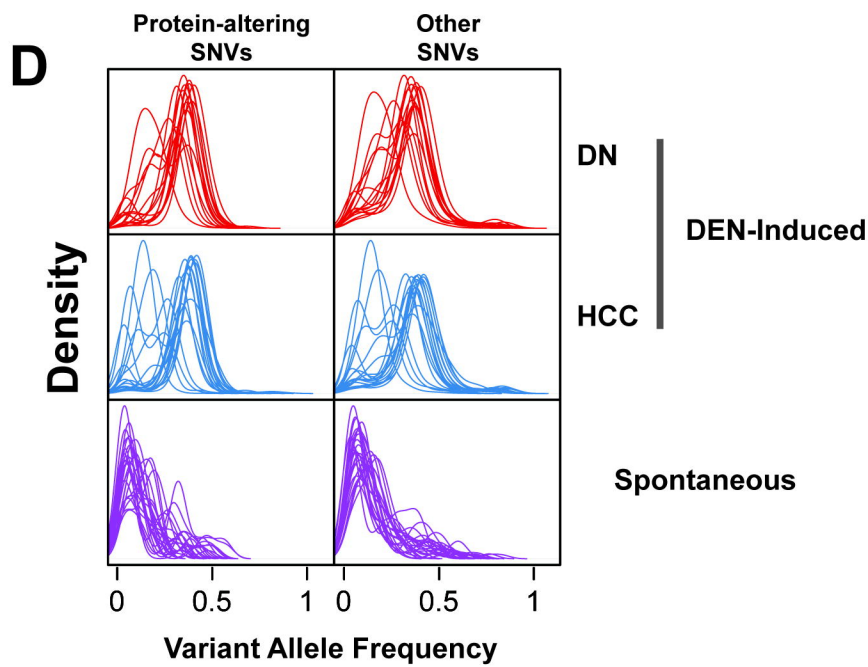 D
Protein-altering
SNVs
Other
SNVs
DN
DEN-Induced
HCC
Spontaneous
Density
0
0.5
1
0
0.5
1
Variant Allele Frequency